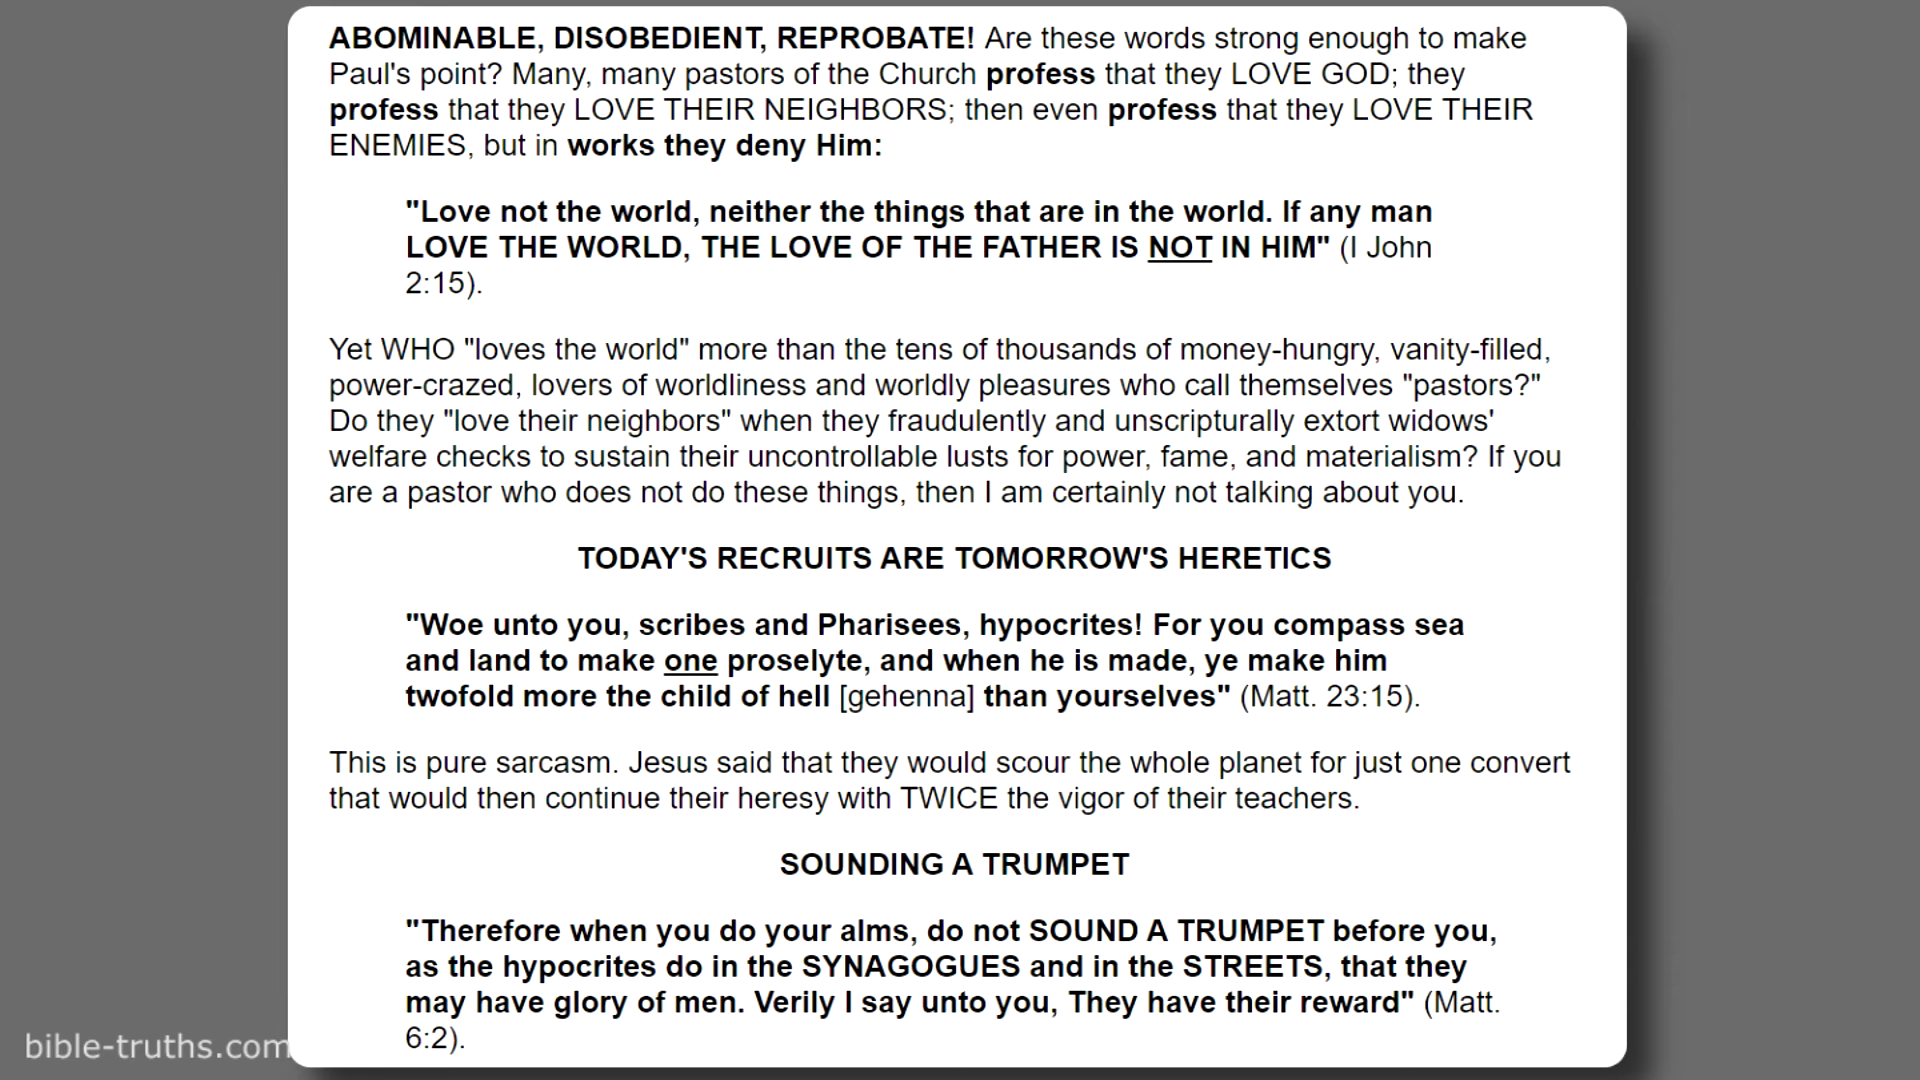 ABOMINABLE, DISOBEDIENT, REPROBATE! Are these words strong enough to make
Paul's point? Many, many pastors of the Church profess that they LOVE GOD; they
profess that they LOVE THEIR NEIGHBORS; then even profess that they LOVE THEIR
ENEMIES, but in works they deny Him:
"Love not the world, neither the things that are in the world. If any man
LOVE THE WORLD, THE LOVE OF THE FATHER IS NOT IN HIM" (I John
2:15).
Yet WHO "loves the world" more than the tens of thousands of money-hungry, vanity-filled,
power-crazed, lovers of worldliness and worldly pleasures who call themselves "pastors?"
Do they "love their neighbors" when they fraudulently and unscripturally extort widows'
welfare checks to sustain their uncontrollable lusts for power, fame, and materialism? If you
are a pastor who does not do these things, then I am certainly not talking about you.
TODAY'S RECRUITS ARE TOMORROW'S HERETICS
"Woe unto you, scribes and Pharisees, hypocrites! For you compass sea
and land to make one proselyte, and when he is made, ye make him
twofold more the child of hell [gehenna] than yourselves" (Matt. 23:15).
This is pure sarcasm. Jesus said that they would scour the whole planet for just one convert
that would then continue their heresy with TWICE the vigor of their teachers.
SOUNDING A TRUMPET
"Therefore when you do your alms, do not SOUND A TRUMPET before you,
as the hypocrites do in the SYNAGOGUES and in the STREETS, that they
may have glory of men. Verily I say unto you, They have their reward" (Matt.
6:2).
bible-truths.com